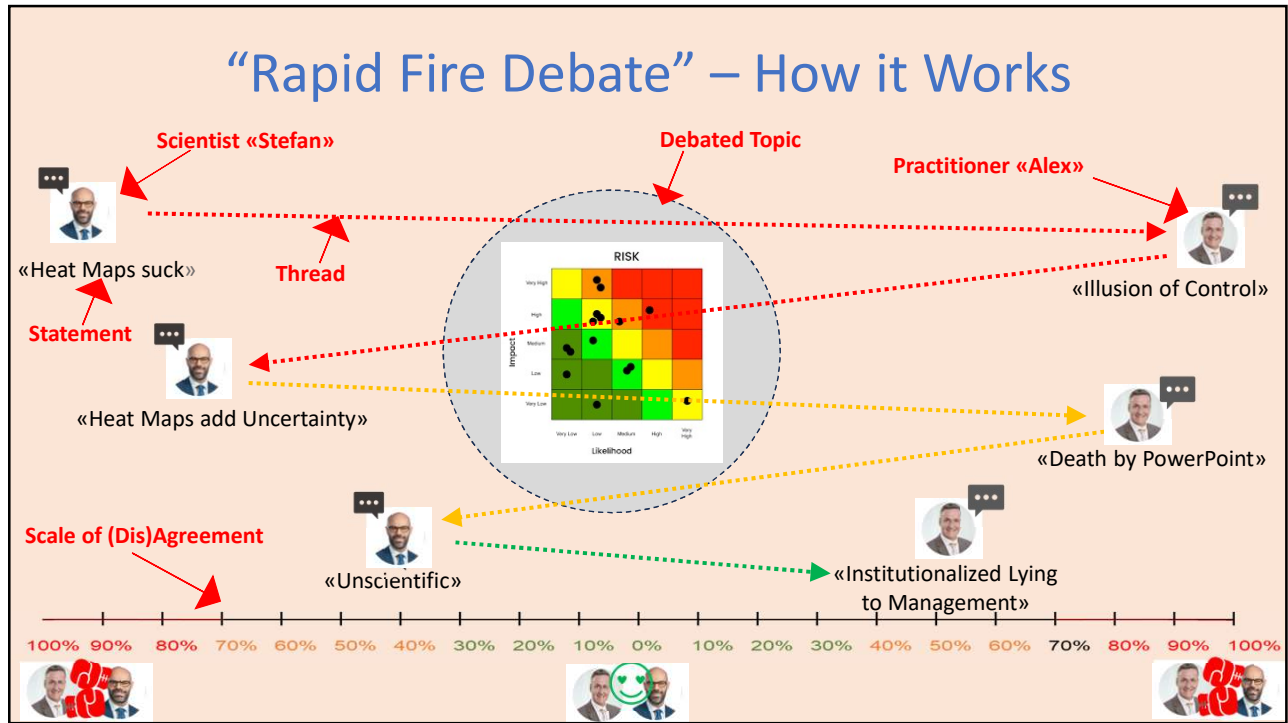 “Rapid Fire Debate” – How it Works
Scientist «Stefan»
Debated Topic
Practitioner «Alex»
Thread
«Heat Maps suck»
Statement
«Illusion of Control»
RISK
Very High
High
Medium
Low
Very Low
Impact
Very Low
Low
Medium
High
Very
High
Likelihood
«Heat Maps add Uncertainty»
«Death by PowerPoint»
Scale of (Dis)Agreement
«Unscientific»
«Institutionalized Lying
to Management»
100% 90% 80% 70% 60% 50% 40% 30% 20% 10% 0% 10% 20% 30% 40% 50% 60% 70% 80% 90% 100%